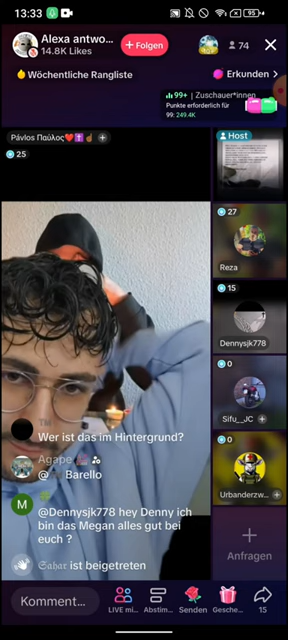 13:33
95
Alexa antwo...
14.8K Likes
+ Folgen
74
Wöchentliche Rangliste
Erkunden >
99+ | Zuschauer*innen
Punkte erforderlich für
99: 249.4K
Pávlos Παύλος
25
Host
27
Reza
15
Dennysjk778
0
Sifu__JC
0
Urbanderzw...
Anfragen
TM
Wer ist das im Hintergrund?
Agape
@ Barello
M
@Dennysjk778 hey Denny ich
bin das Megan alles gut bei
euch ?
Sahar ist beigetreten
Komment...
LIVE mi...
Abstim...
Senden
Gesche...
15